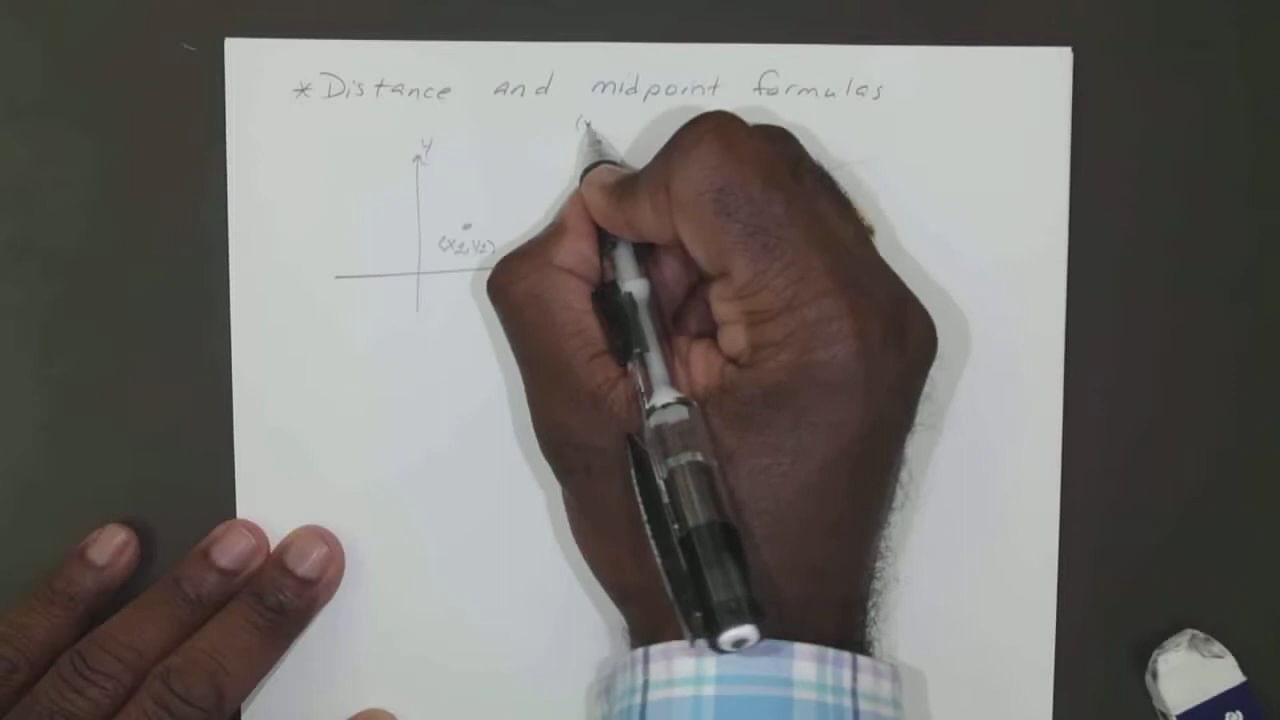 *Distance and midpoint formulas
(x
y
(x2,y2)